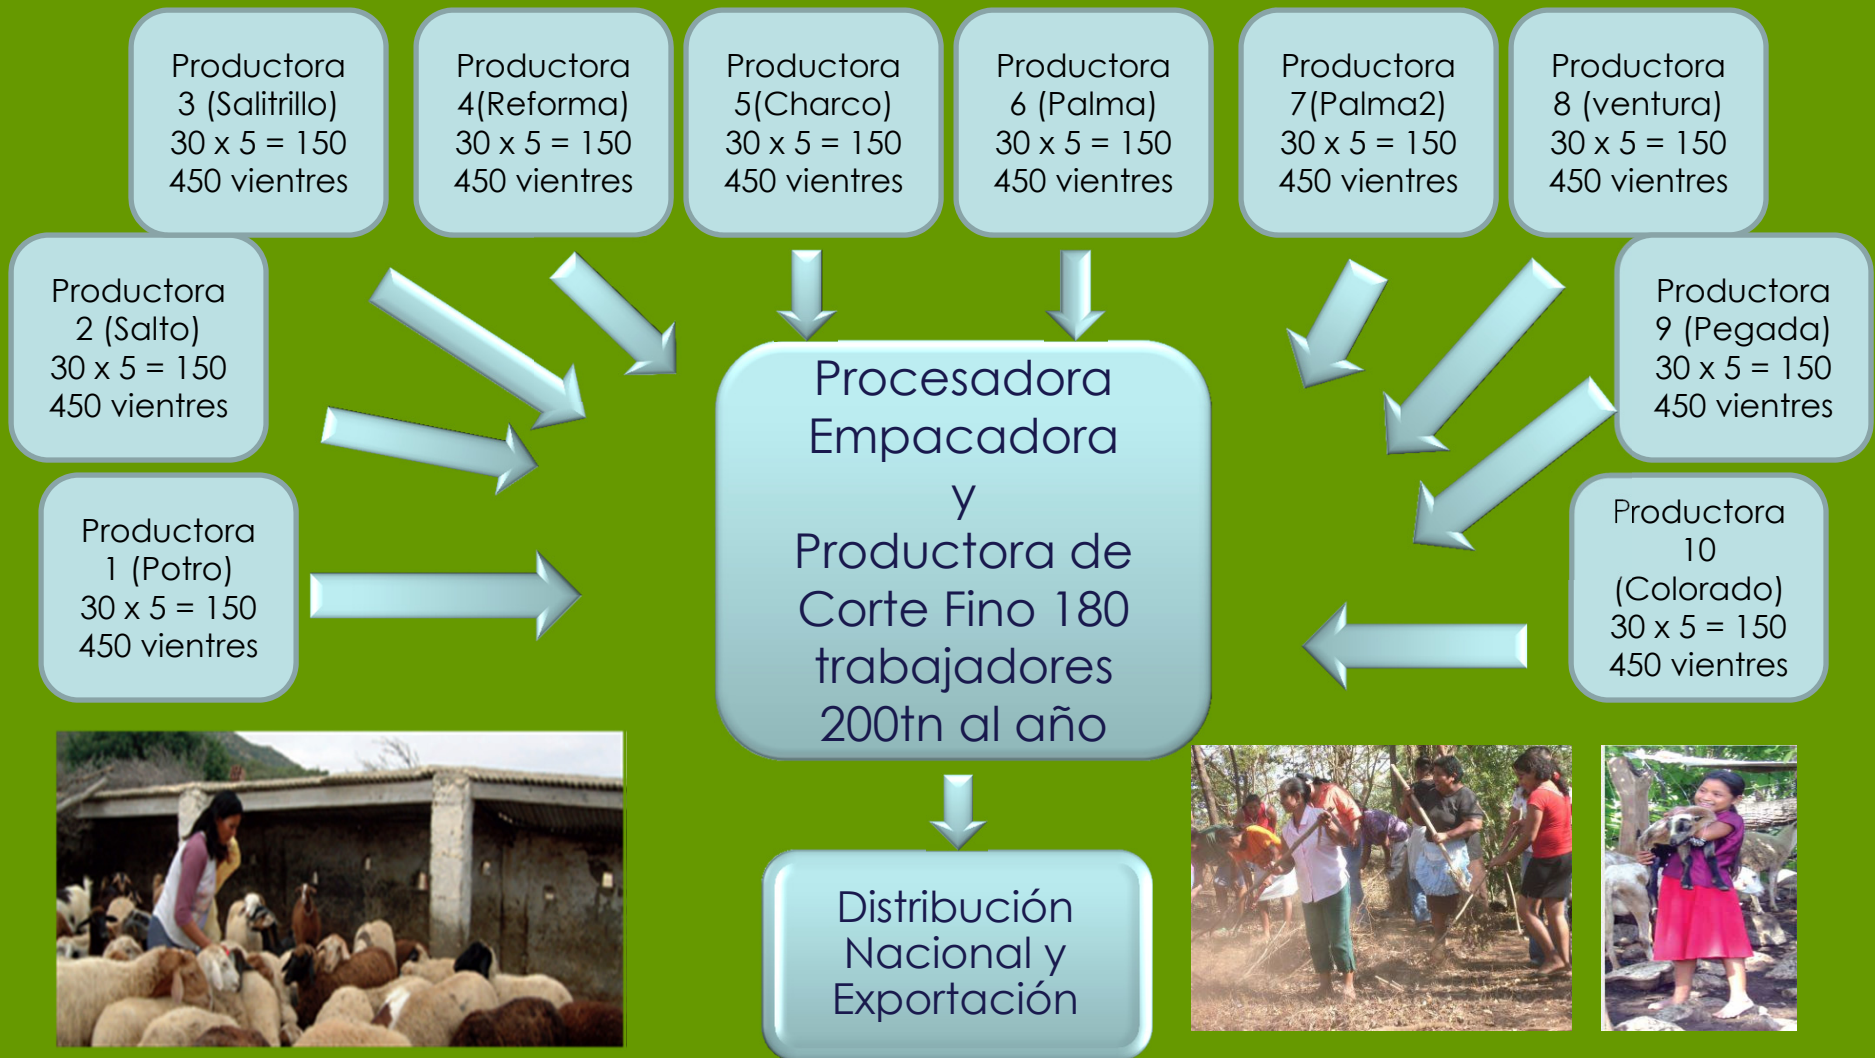 Productora
3 (Salitrillo)
30 x 5 = 150
450 vientres
Productora
4(Reforma)
30 x 5 = 150
450 vientres
Productora
5(Charco)
30 x 5 = 150
450 vientres
Productora
6 (Palma)
30 x 5 = 150
450 vientres
Productora
7(Palma2)
30 x 5 = 150
450 vientres
Productora
8 (ventura)
30 x 5 = 150
450 vientres
Productora
2 (Salto)
30 x 5 = 150
450 vientres
Productora
9 (Pegada)
30 x 5 = 150
450 vientres
Productora
1 (Potro)
30 x 5 = 150
450 vientres
Procesadora
Empacadora
y
Productora de
Corte Fino 180
trabajadores
200tn al año
Productora
10
(Colorado)
30 x 5 = 150
450 vientres
Distribución
Nacional y
Exportación